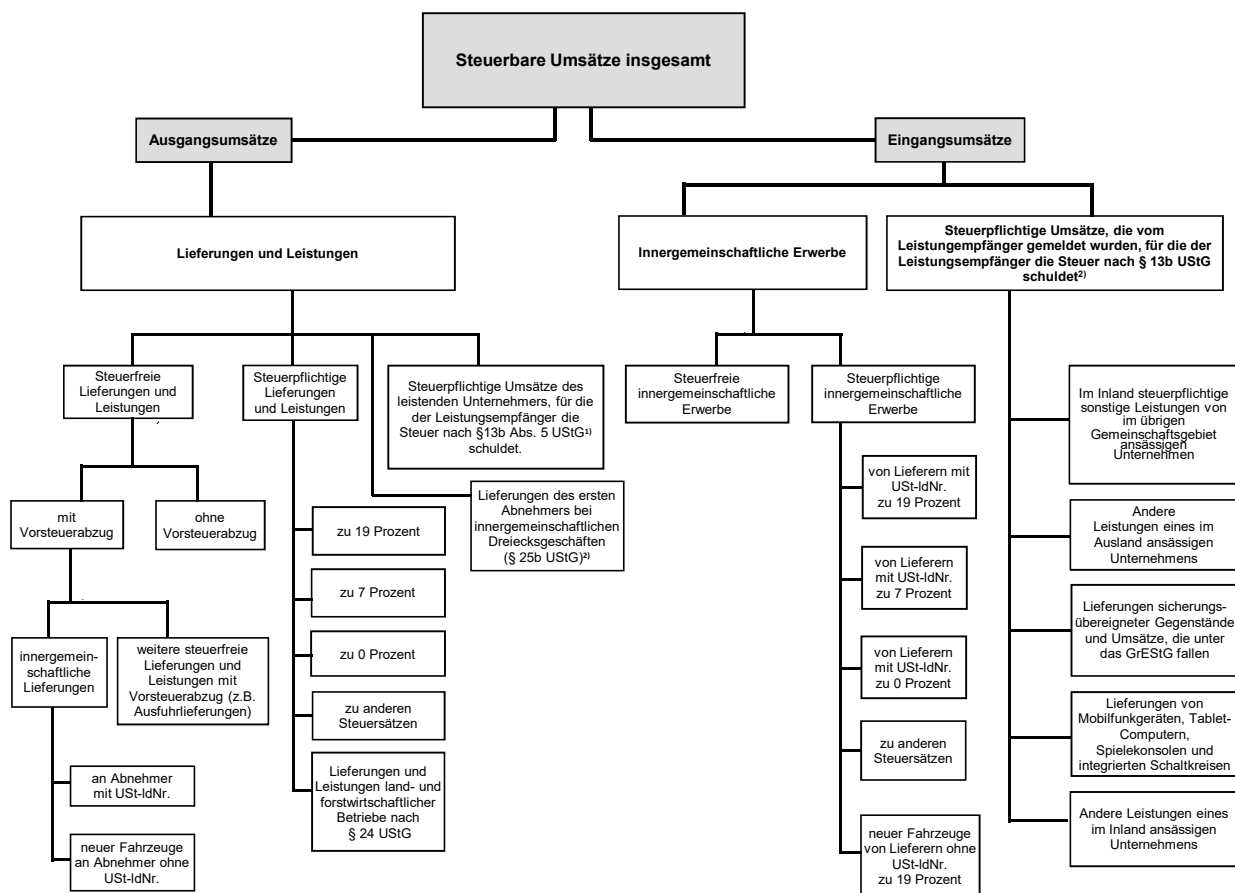 Steuerbare Umsätze insgesamt
Ausgangsumsätze
Eingangsumsätze
Lieferungen und Leistungen
Innergemeinschaftliche Erwerbe
Steuerpflichtige Umsätze, die vom
Leistungempfänger gemeldet wurden, für die der
Leistungsempfänger die Steuer nach § 13b UStG
schuldet²⁾
Steuerfreie
Lieferungen und
Leistungen
Steuerpflichtige
Lieferungen
und Leistungen
Steuerpflichtige Umsätze des
leistenden Unternehmers, für die
der Leistungsempfänger die
Steuer nach §13b Abs. 5 UStG¹⁾
schuldet.
Steuerfreie
innergemeinschaftliche
Erwerbe
Steuerpflichtige
innergemeinschaftliche
Erwerbe
Im Inland steuerpflichtige
sonstige Leistungen von
im übrigen
Gemeinschaftsgebiet
ansässigen
Unternehmen
mit
Vorsteuerabzug
ohne
Vorsteuerabzug
Lieferungen des ersten
Abnehmers bei
innergemeinschaftlichen
Dreiecksgeschäften
(§ 25b UStG)²⁾
innergemein-
schaftliche
Lieferungen
weitere steuerfreie
Lieferungen und
Leistungen mit
Vorsteuerabzug (z.B.
Ausfuhrlieferungen)
an Abnehmer
mit USt-IdNr.
neuer Fahrzeuge
an Abnehmer ohne
USt-IdNr.
zu 19 Prozent
zu 7 Prozent
zu 0 Prozent
zu anderen
Steuersätzen
Lieferungen und
Leistungen land- und
forstwirtschaftlicher
Betriebe nach
§ 24 UStG
von Lieferern mit
USt-IdNr.
zu 19 Prozent
von Lieferern
mit USt-IdNr.
zu 7 Prozent
von Lieferern
mit USt-IdNr.
zu 0 Prozent
zu anderen
Steuersätzen
neuer Fahrzeuge
von Lieferern ohne
USt-IdNr.
zu 19 Prozent
Andere
Leistungen eines im
Ausland ansässigen
Unternehmens
Lieferungen sicherungs-
übereigneter Gegenstände
und Umsätze, die unter
das GrEStG fallen
Lieferungen von
Mobilfunkgeräten, Tablet-
Computern,
Spielekonsolen und
integrierten Schaltkreisen
Andere Leistungen eines
im Inland ansässigen
Unternehmens